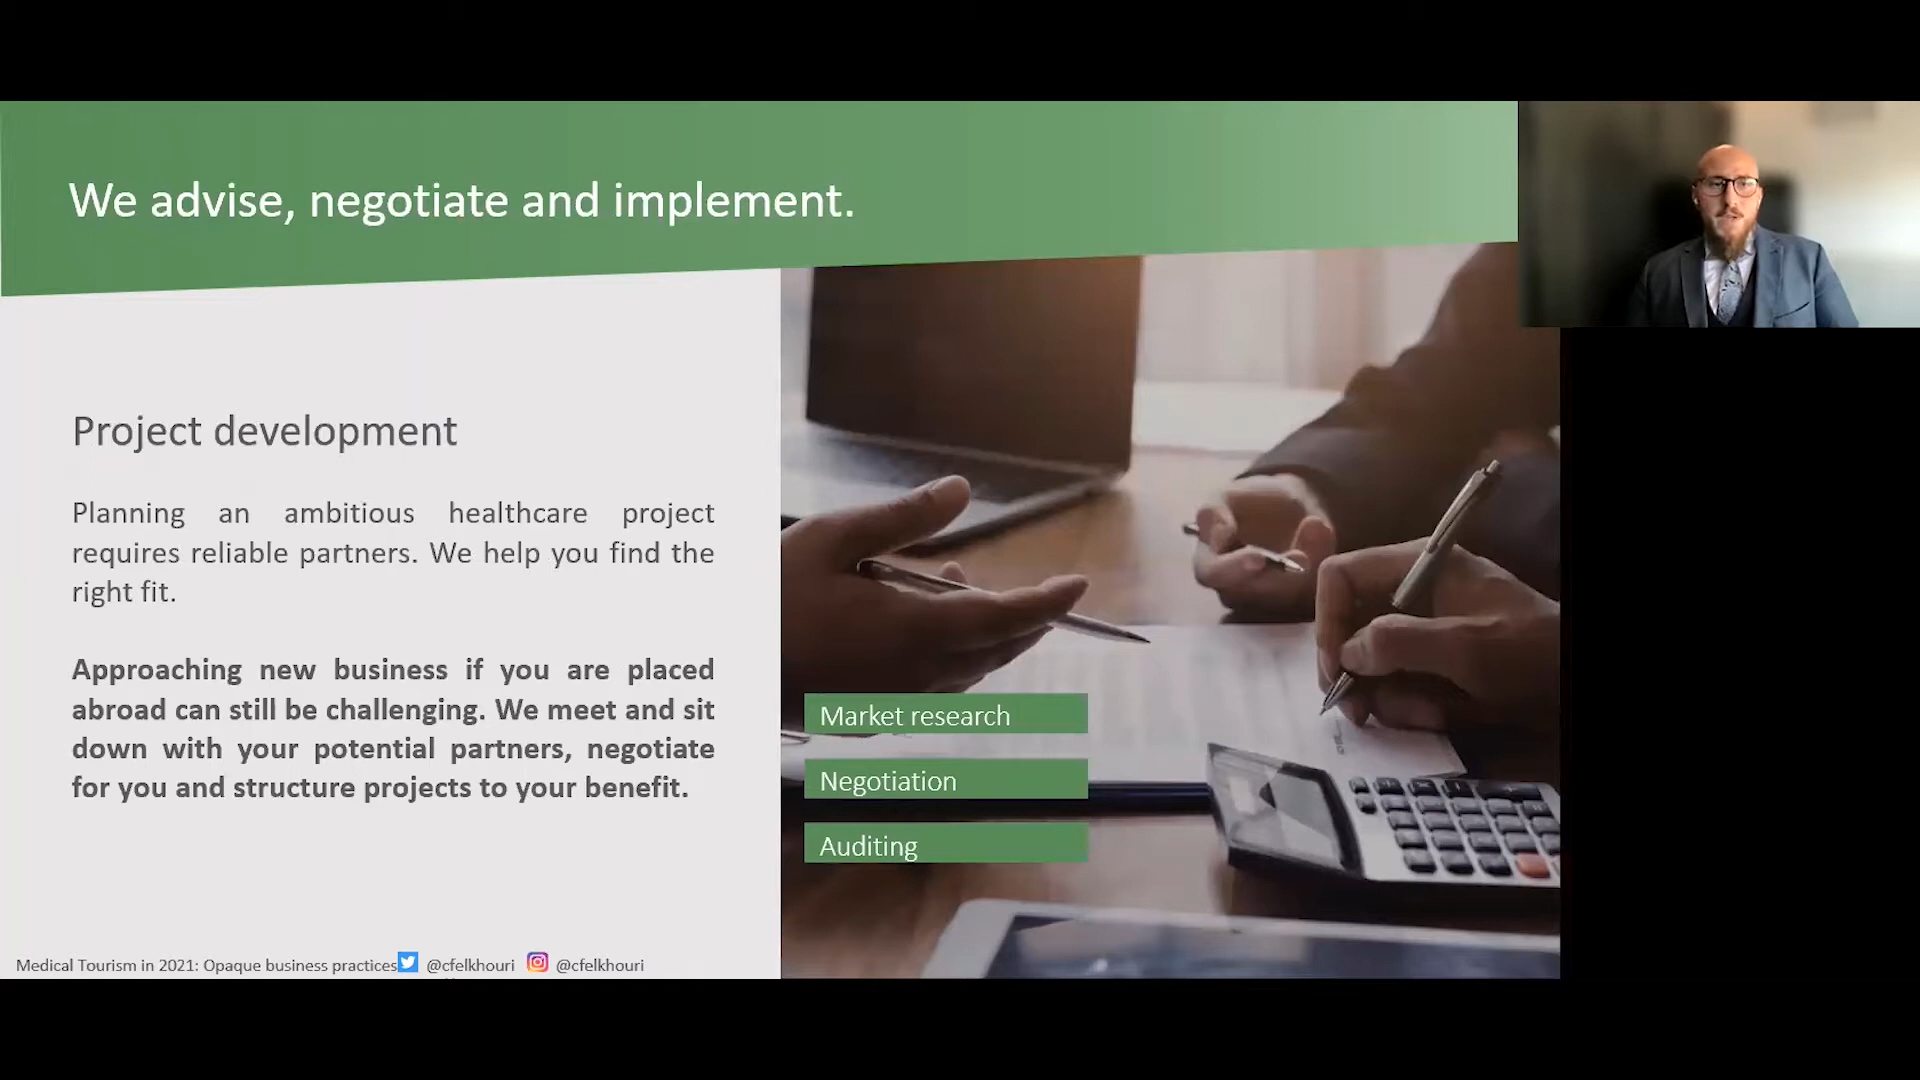 We advise, negotiate and implement.
Project development
Planning an ambitious healthcare project
requires reliable partners. We help you find the
right fit.
Approaching new business if you are placed
abroad can still be challenging. We meet and sit
down with your potential partners, negotiate
for you and structure projects to your benefit.
Market research
Negotiation
Auditing
Medical Tourism in 2021: Opaque business practices @cfelkhouri @cfelkhouri